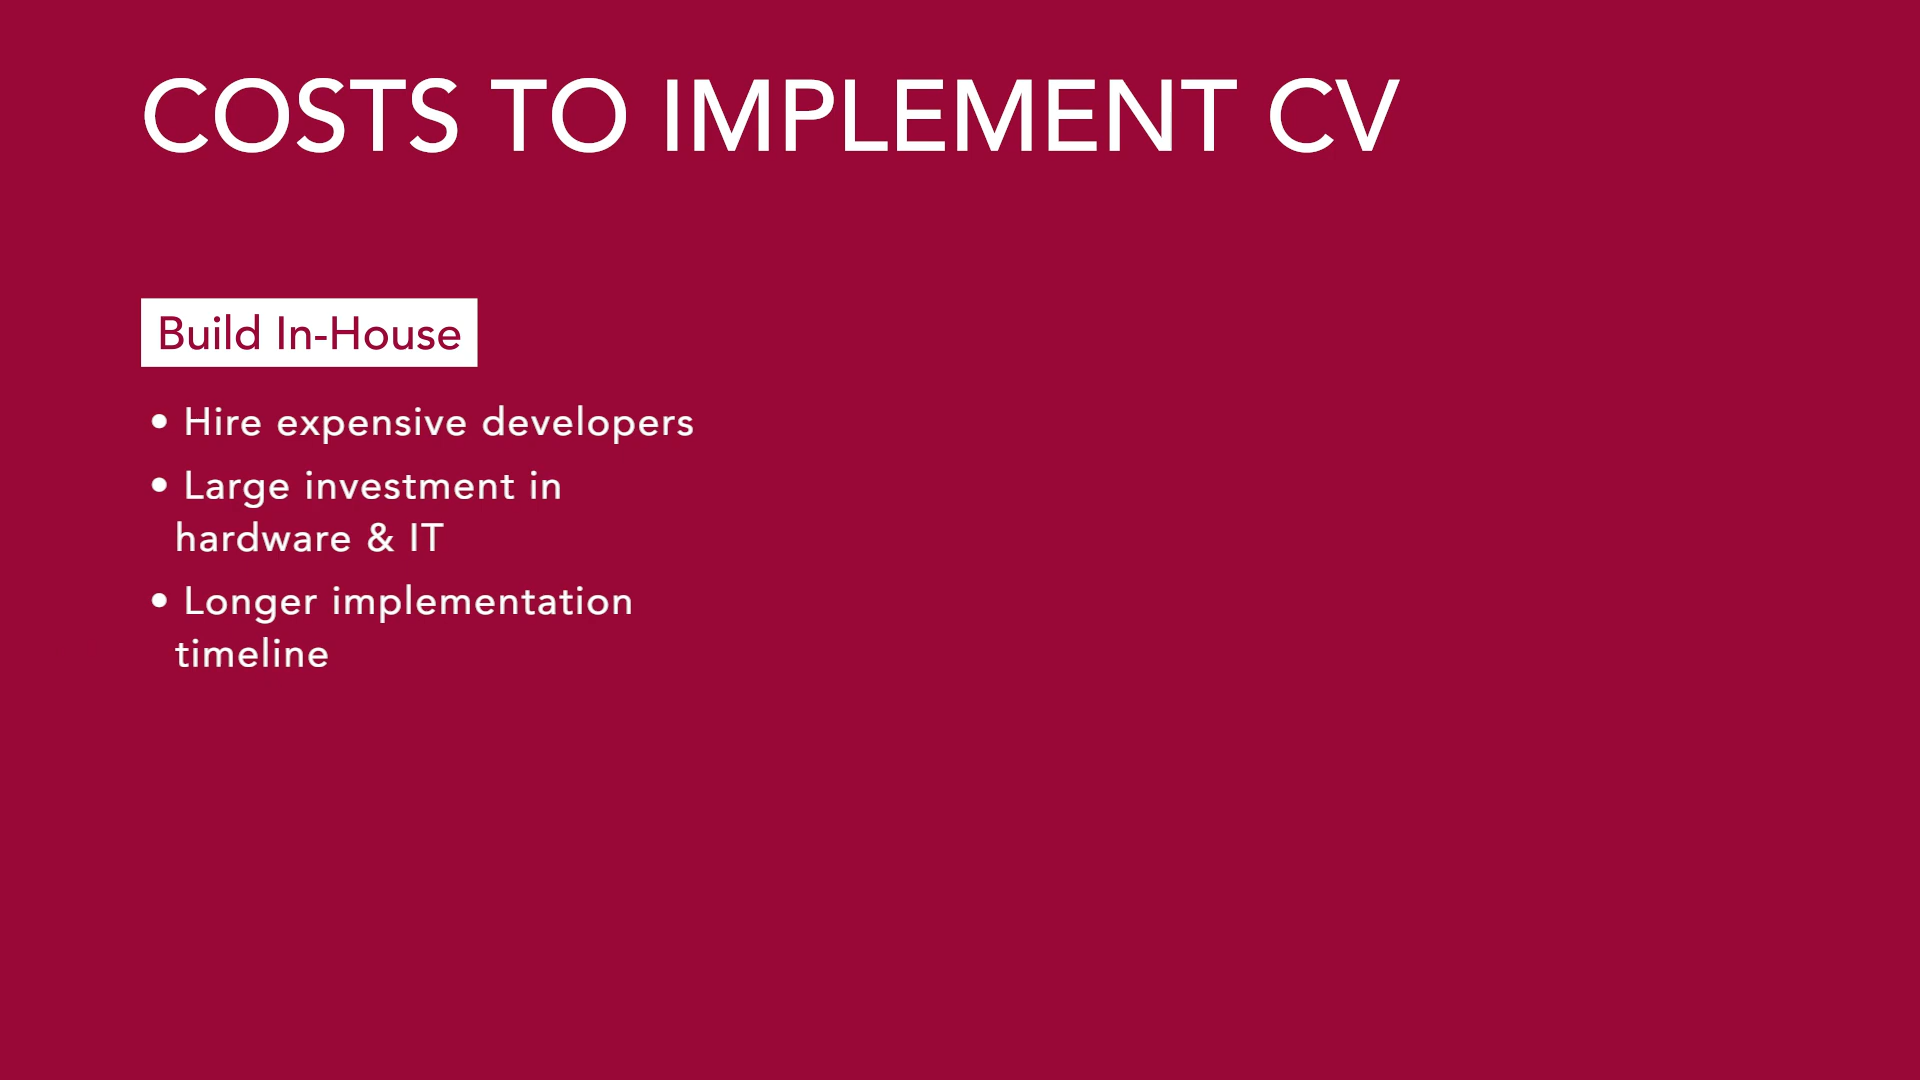 COSTS TO IMPLEMENT CV
Build In-House
• Hire expensive developers
• Large investment in
hardware & IT
• Longer implementation
timeline